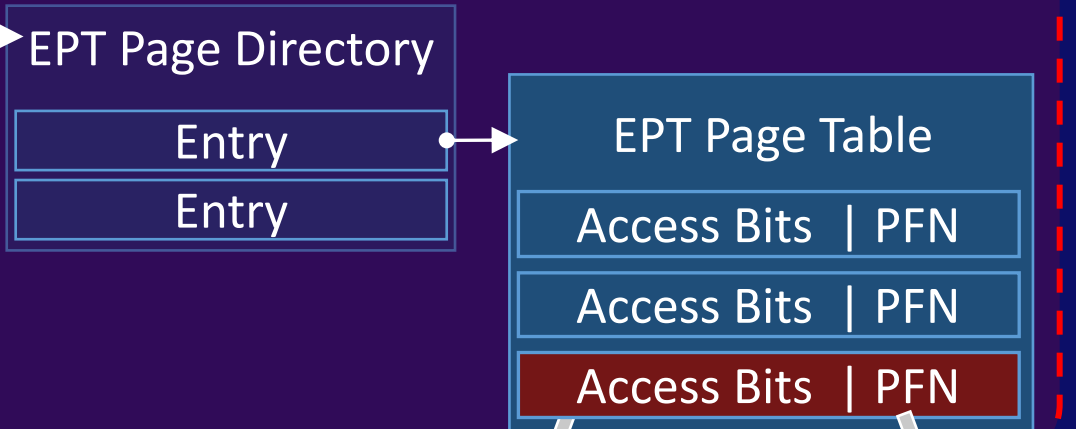 EPT Page Directory
Entry
Entry
EPT Page Table
Access Bits | PFN
Access Bits | PFN
Access Bits | PFN